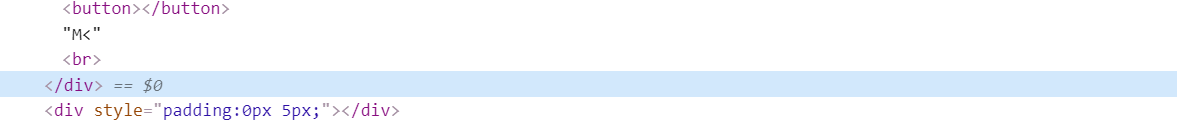 <button></button>
"M<"
<br>
</div> == $0
<div style="padding:0px 5px;"></div>